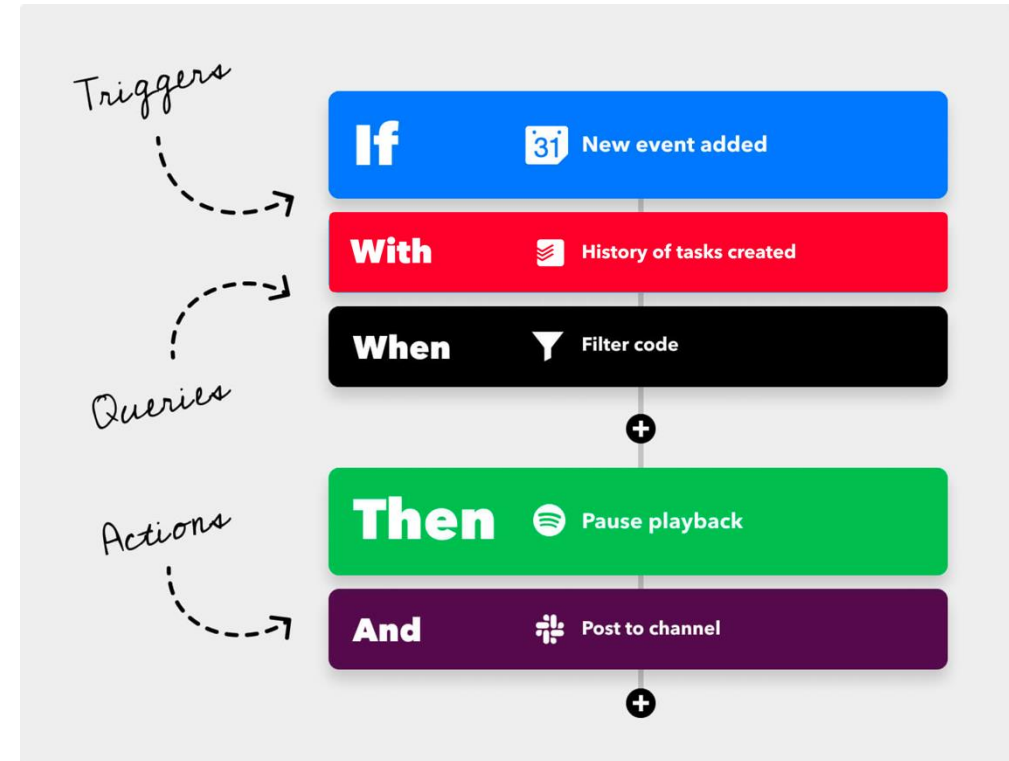 Triggers
If 31 New event added
With History of tasks created
When Filter code
Queries
Then Pause playback
Actions
And Post to channel